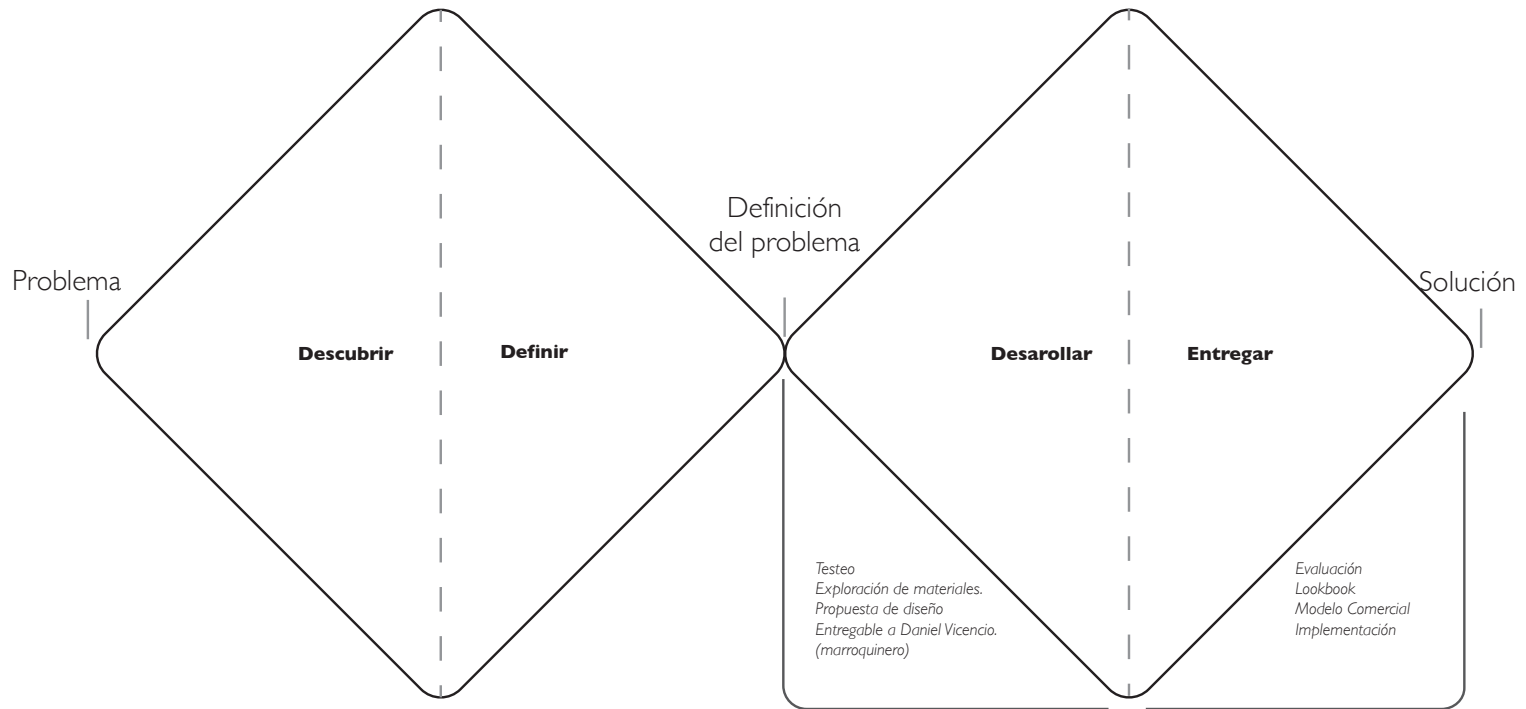 Definición
del problema
Problema
Solución
Descubrir
Definir
Desarollar
Entregar
Testeo
Exploración de materiales.
Propuesta de diseño
Entregable a Daniel Vicencio.
(marroquinero)
Evaluación
Lookbook
Modelo Comercial
Implementación